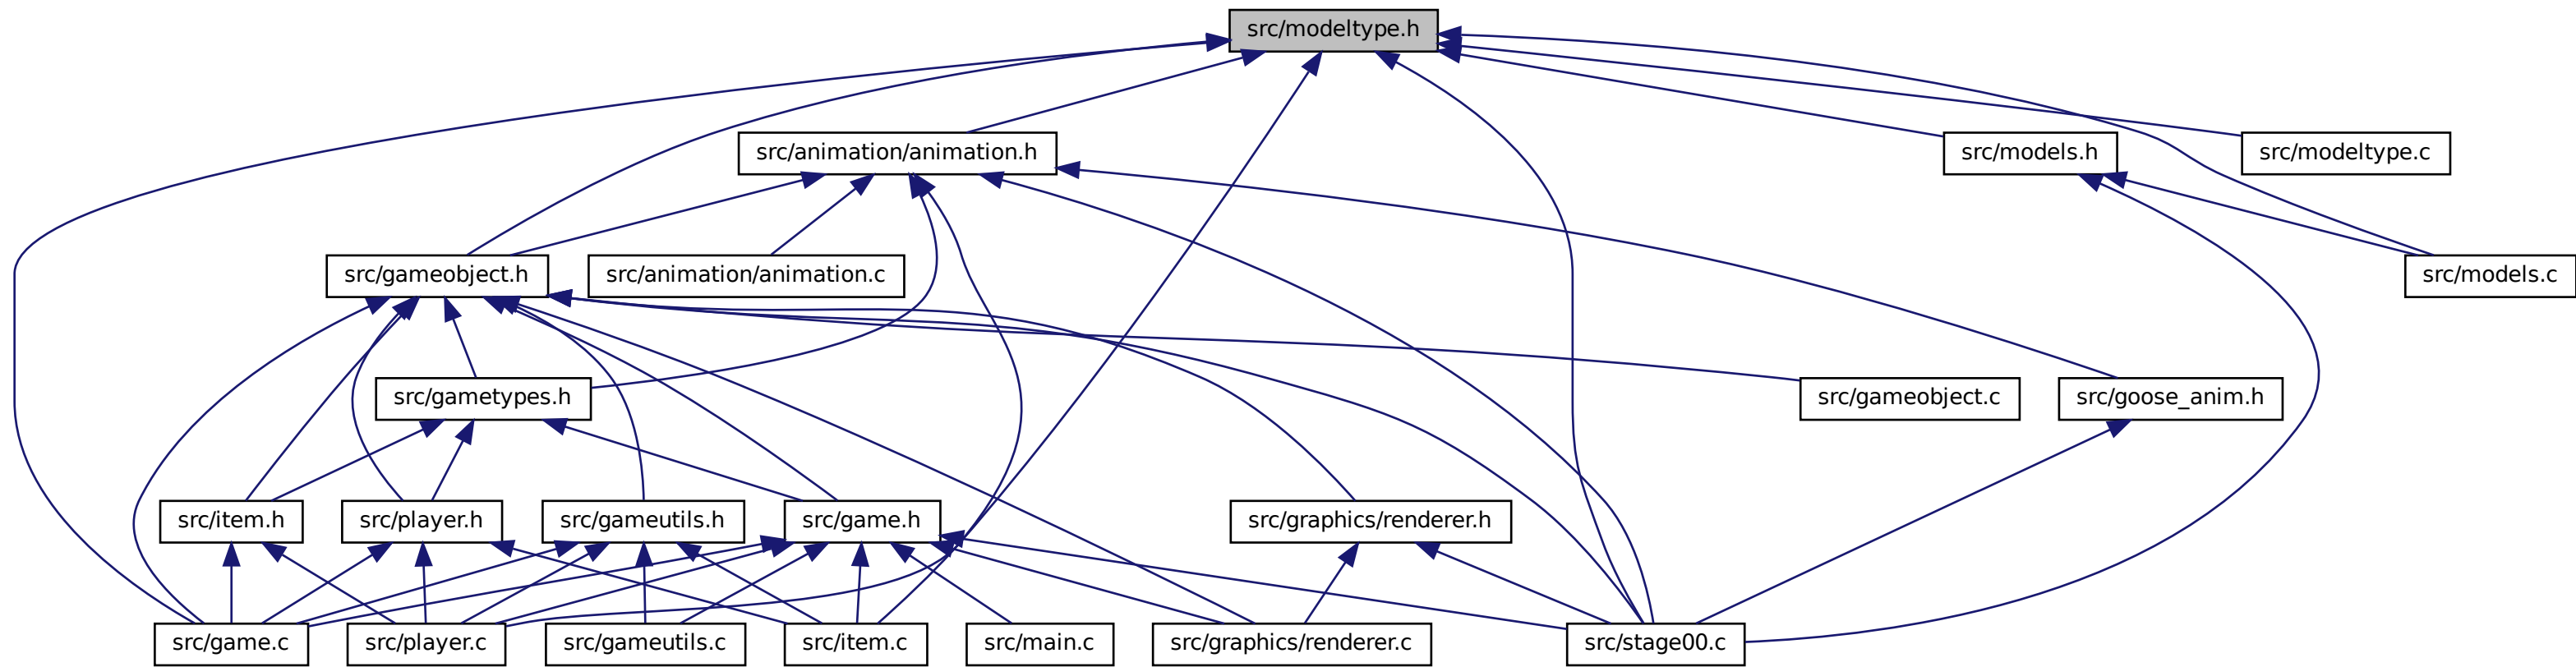 src/modeltype.h
src/animation/animation.h
src/models.h
src/modeltype.c
src/gameobject.h
src/animation/animation.c
src/models.c
src/gametypes.h
src/gameobject.c
src/goose_anim.h
src/item.h
src/player.h
src/gameutils.h
src/game.h
src/graphics/renderer.h
src/game.c
src/player.c
src/gameutils.c
src/item.c
src/main.c
src/graphics/renderer.c
src/stage00.c